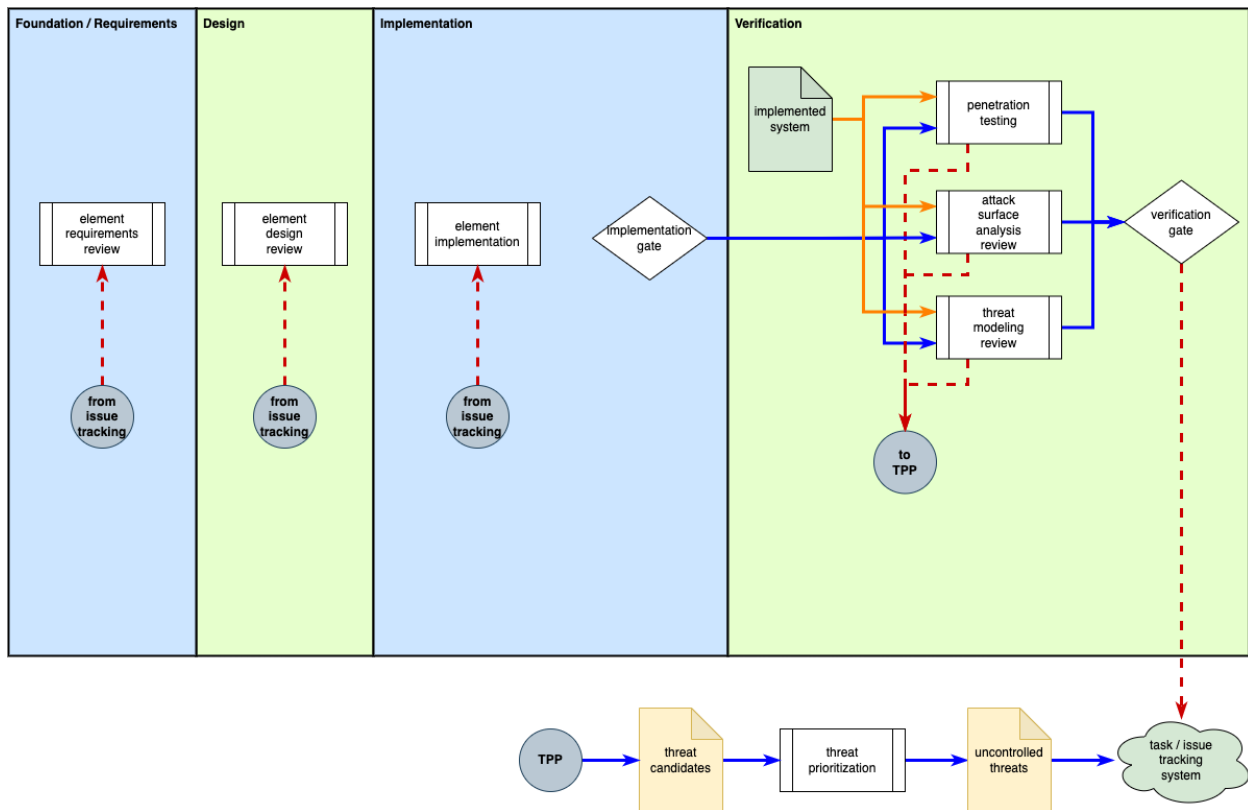 Foundation / Requirements
Design
Implementation
Verification
implemented
system
penetration
testing
element
requirements
review
element
design
review
element
implementation
Implementation
gate
attack
surface
analysis
review
verification
gate
threat
modeling
review
from
issue
tracking
from
issue
tracking
from
issue
tracking
to
TPP
TPP
threat
candidates
threat
prioritization
uncontrolled
threats
task / issue
tracking
system